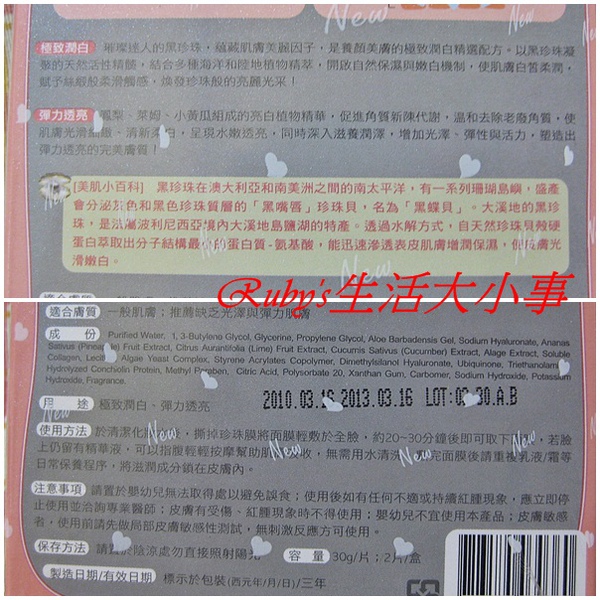 極致潤白 璀璨達人的黑珍珠，蘊藏肌膚美麗因子，是養顏美膚的極致潤白精選配方。以黑珍珠凝
聚的天然活性精髓，結合多種海洋和陸地植物精萃，開啟自然保濕與嫩白機制，使肌膚白皙柔潤，
賦予絲緞般柔滑觸感，煥發珍珠般的亮麗光采！
彈力透亮 鳳梨、萊姆、小黃瓜組成的亮白植物精華，促進角質新陳代謝，溫和去除老廢角質，使
肌膚光滑細緻、清新柔白，呈現水嫩透亮，同時深入滋養潤澤，增加光澤、彈性與活力，塑造出
彈力透亮的完美膚質！
[美肌小百科] 黑珍珠在澳大利亞和南美洲之間的南太平洋，有一系列珊瑚島嶼，盛產
會分泌灰色和黑色珍珠質層的「黑嘴唇」珍珠貝，名為「黑蝶貝」。大溪地的黑珍
珠，是法屬波利尼西亞境內大溪地島鹽湖的特產。透過水解方式，自天然珍珠貝殼硬
蛋白萃取出分子結構最小的蛋白質-氨基酸，能迅速滲透表皮肌膚增潤保濕，使肌膚光
滑嫩白。
Ruby's生活大小事
適合膚質 一般肌膚；推薦缺乏光澤與彈力肌膚
成份 Purified Water, 1, 3-Butylene Glycol, Glycerine, Propylene Glycol, Aloe Barbadensis Gel, Sodium Hyaluronate, Ananas
Sativus (Pineapple) Fruit Extract, Citrus Aurantifolia (Lime) Fruit Extract, Cucumis Sativus (Cucumber) Extract, Alage Extract, Soluble
Collagen, Lecithin, Algae Yeast Complex, Styrene Acrylates Copolymer, Dimethylsilanol Hyaluronate, Ubiquinone, Triethanolamine,
Hydrolyzed Conchiolin Protein, Methyl Paraben, Citric Acid, Polysorbate 20, Xanthan Gum, Carbomer, Sodium Hydroxide, Potassium
Hydroxide, Fragrance.
用途 極致潤白、彈力透亮
2010.03.16 2013.03.16 LOT: 30.A.B
使用方法 於清潔化妝後，撕掉珍珠膜將面膜輕敷於全臉，約20~30分鐘後即可取下，若臉
上仍留有精華液，可以指腹輕輕按摩幫助肌膚吸收，無需用水清洗，敷完面膜後請重複乳液/霜等
日常保養程序，將滋潤成分鎖在皮膚內。
注意事項 請置於嬰幼兒無法取得處以避免誤食；使用後如有任何不適或持續紅腫現象，應立即停
止使用並洽詢專業醫師；皮膚有受傷、紅腫現象時不得使用；嬰幼兒不宜使用本產品；皮膚敏感
者，使用前請先做局部皮膚敏感性測試，無刺激反應方可使用。
保存方法 請置於陰涼處勿直接照射陽光 容量 30g/片；2片/盒
製造日期/有效日期 標示於包裝(西元年/月/日)/三年